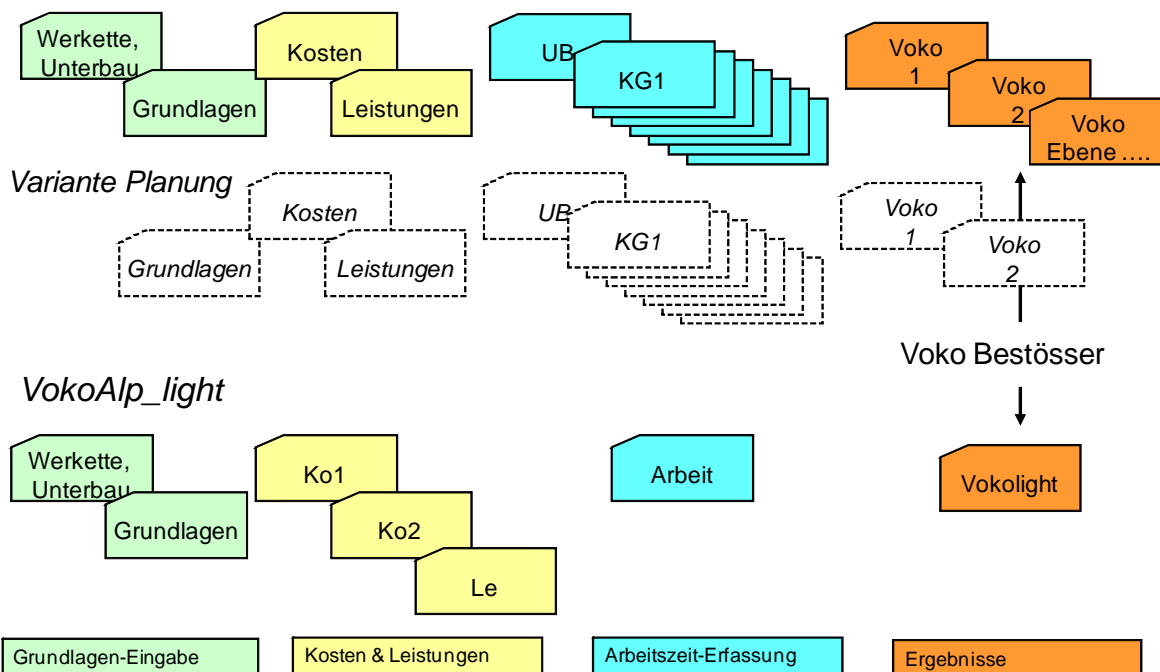 Werkette,
Unterbau
Grundlagen
Kosten
Leistungen
UB
KG1
Voko
1
Voko
2
Voko
Ebene ....
Variante Planung
Grundlagen
Kosten
Leistungen
UB
KG1
Voko
1
Voko
2
Voko Bestösser
VokoAlp_light
Werkette,
Unterbau
Grundlagen
Ko1
Ko2
Le
Arbeit
Vokolight
Grundlagen-Eingabe
Kosten & Leistungen
Arbeitszeit-Erfassung
Ergebnisse